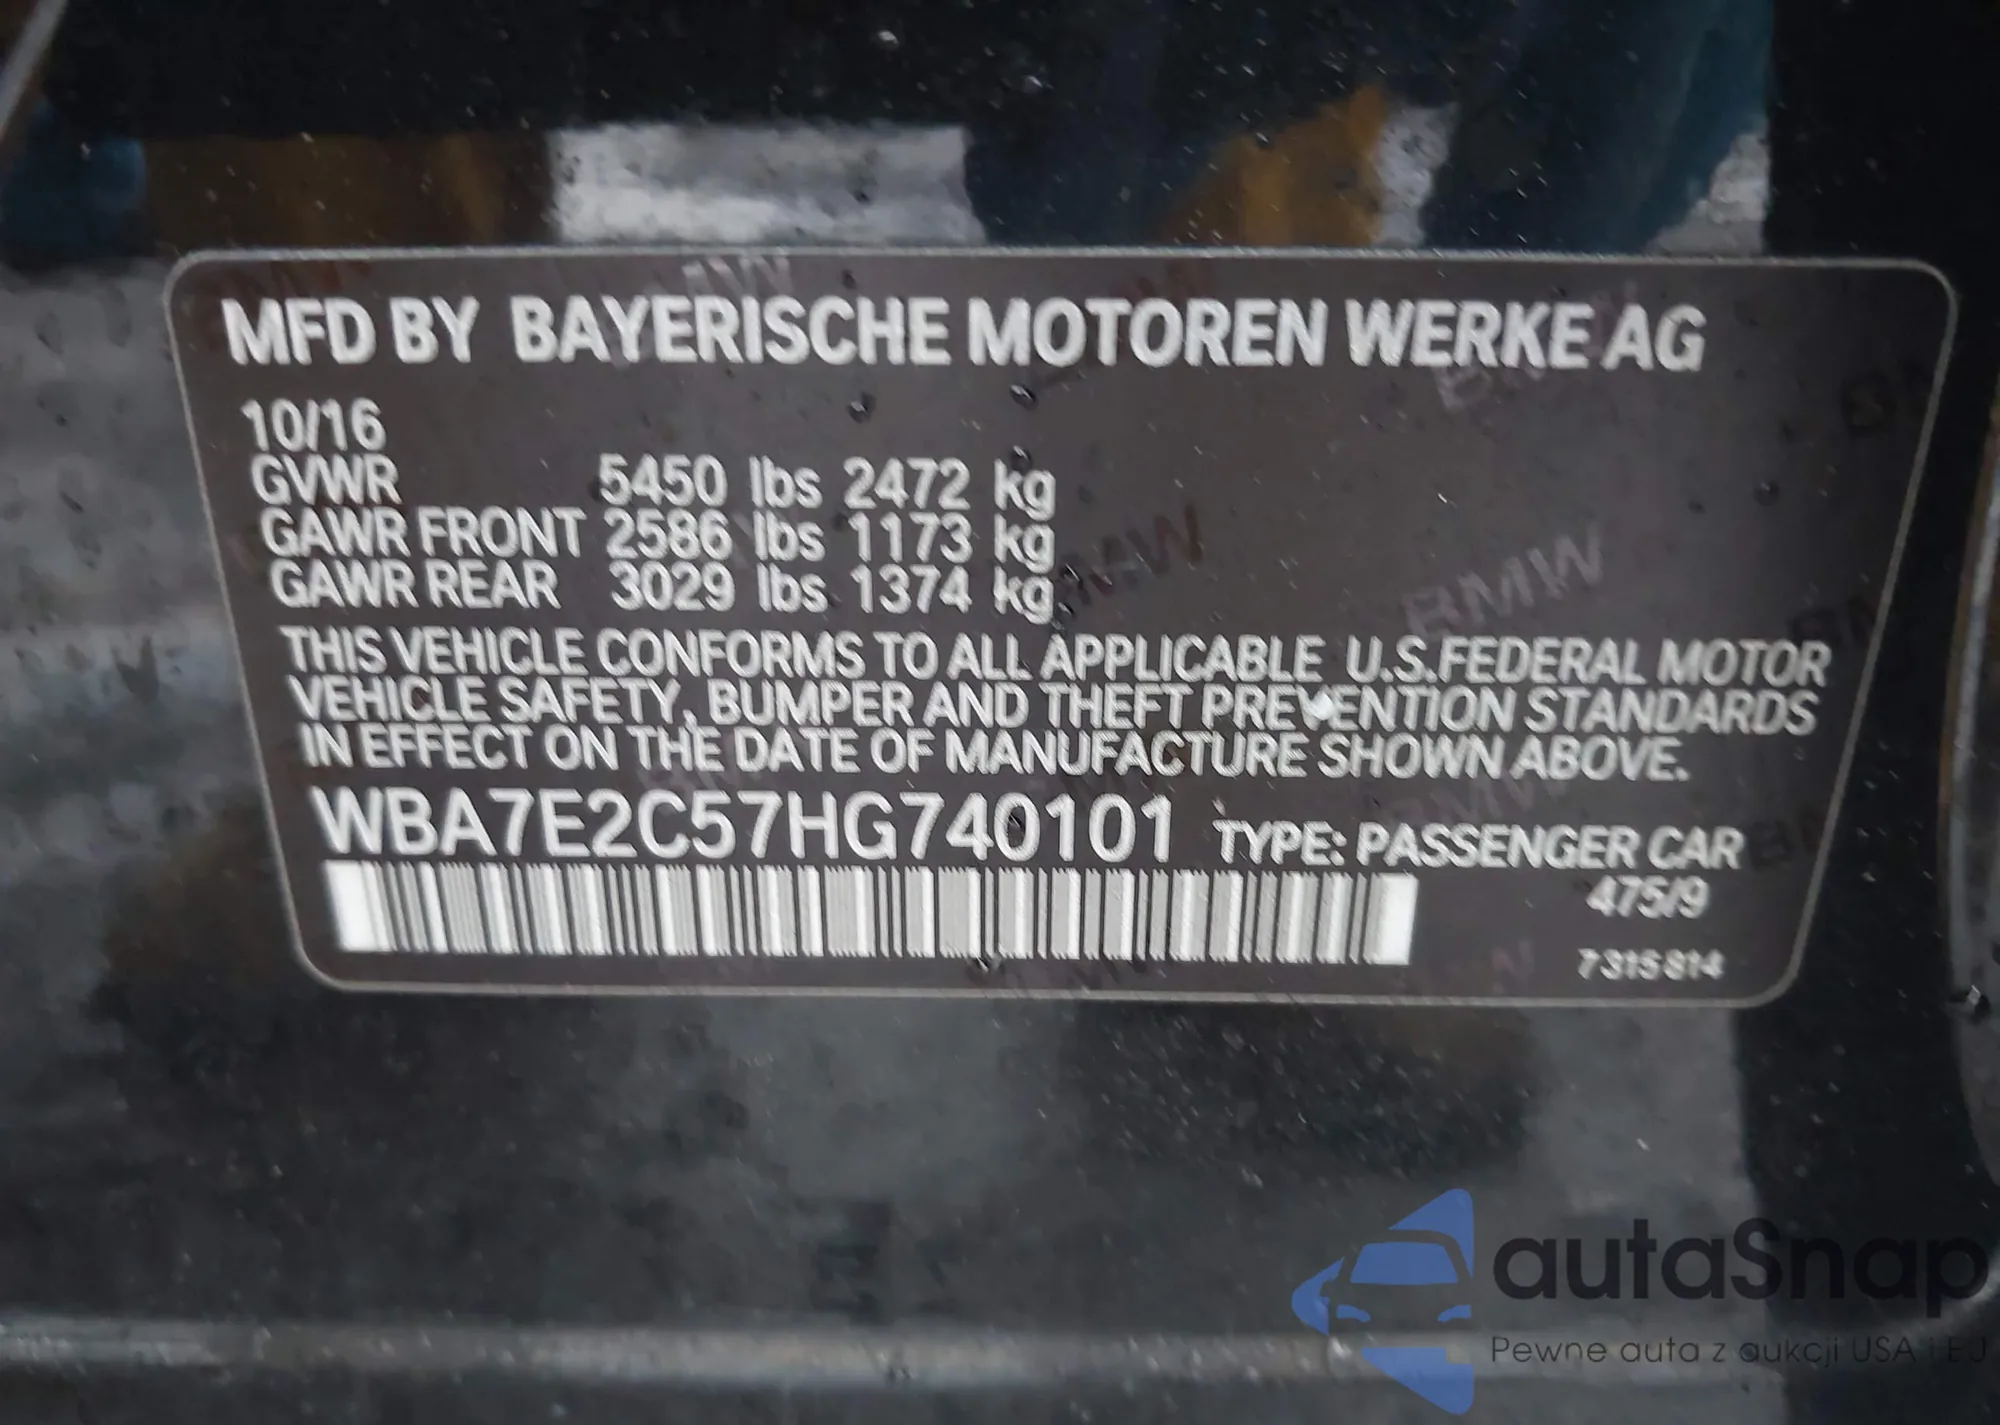 MFD BY BAYERISCHE MOTOREN WERKE AG
10/16
GVWR 5450 lbs 2472 kg
GAWR FRONT 2586 lbs 1173 kg
GAWR REAR 3029 lbs 1374 kg
THIS VEHICLE CONFORMS TO ALL APPLICABLE U.S.FEDERAL MOTOR
VEHICLE SAFETY, BUMPER AND THEFT PREVENTION STANDARDS
IN EFFECT ON THE DATE OF MANUFACTURE SHOWN ABOVE.
WBA7E2C57HG740101 TYPE: PASSENGER CAR
475/9
7315814
autaSnap
Pewne auta z aukcji USA i EU